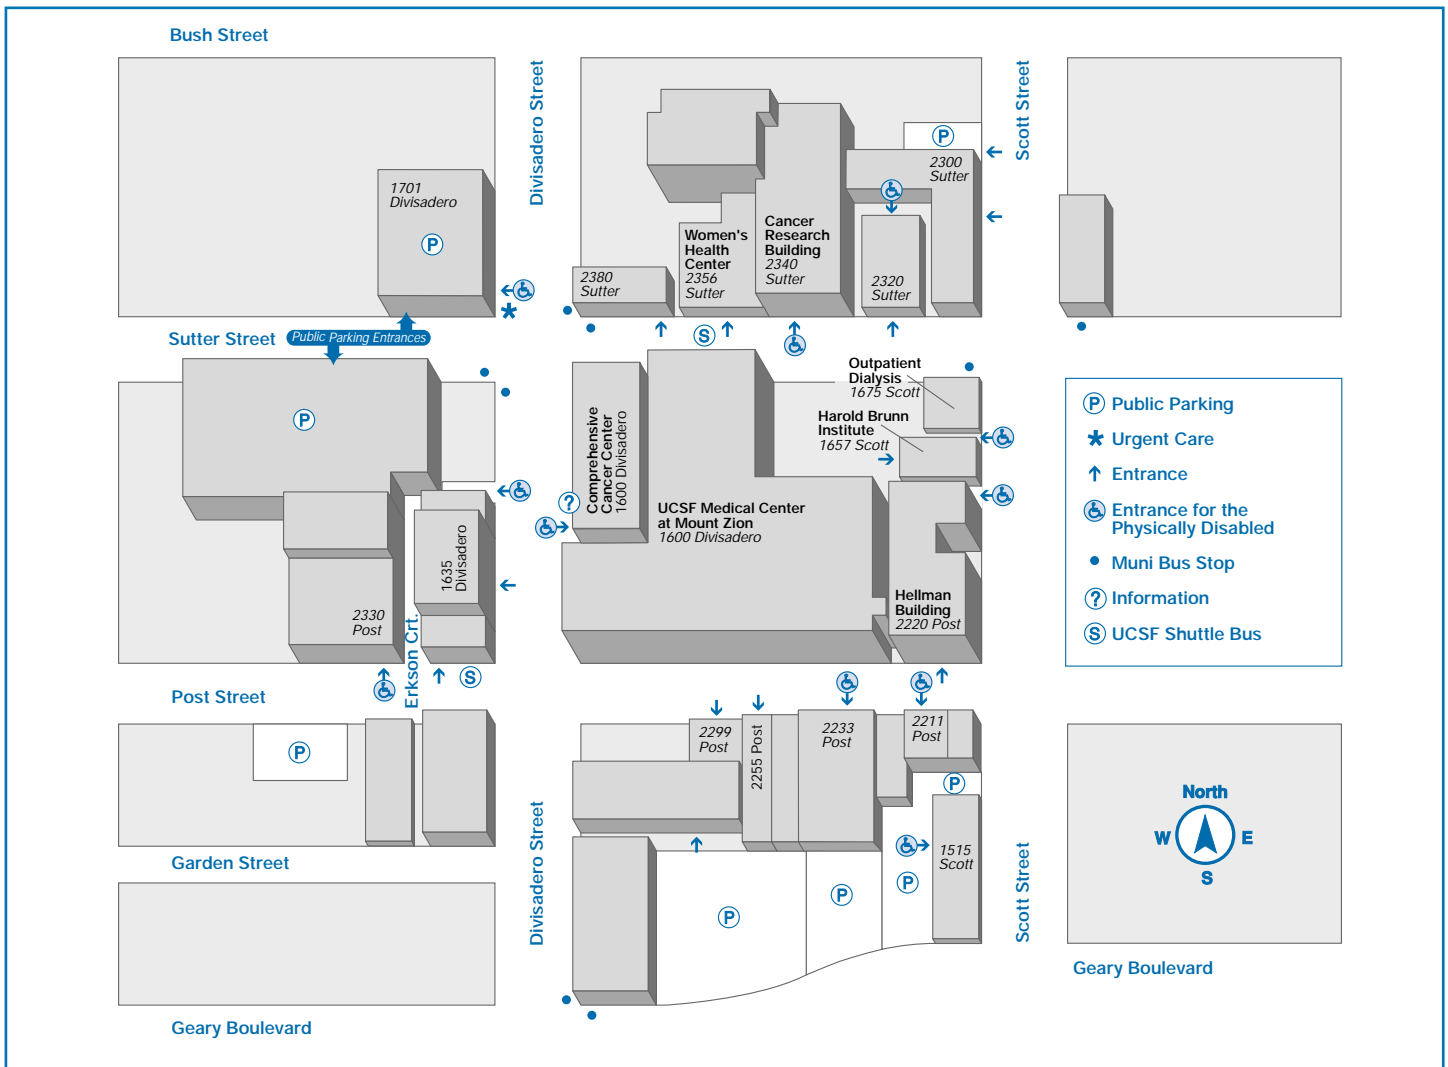 Bush Street
Divisadero Street
Scott Street
1701
Divisadero
P
P
2300
Sutter
Women's
Health
Center
2356
Sutter
Cancer
Research
Building
2340
Sutter
2380
Sutter
2320
Sutter
Sutter Street
Public Parking Entrances
S
P
Comprehensive
Cancer Center
1600 Divisadero
Outpatient
Dialysis
1675 Scott
Harold Brunn
Institute
1657 Scott
?
UCSF Medical Center
at Mount Zion
1600 Divisadero
1635
Divisadero
2330
Post
Erkson Crt.
Hellman
Building
2220 Post
S
P Public Parking
Urgent Care
Entrance
Entrance for the
Physically Disabled
Muni Bus Stop
? Information
S UCSF Shuttle Bus
Post Street
P
2299
Post
2255 Post
2233
Post
2211
Post
P
Garden Street
Divisadero Street
1515
Scott
P
P
P
Scott Street
North
W
E
S
Geary Boulevard
Geary Boulevard